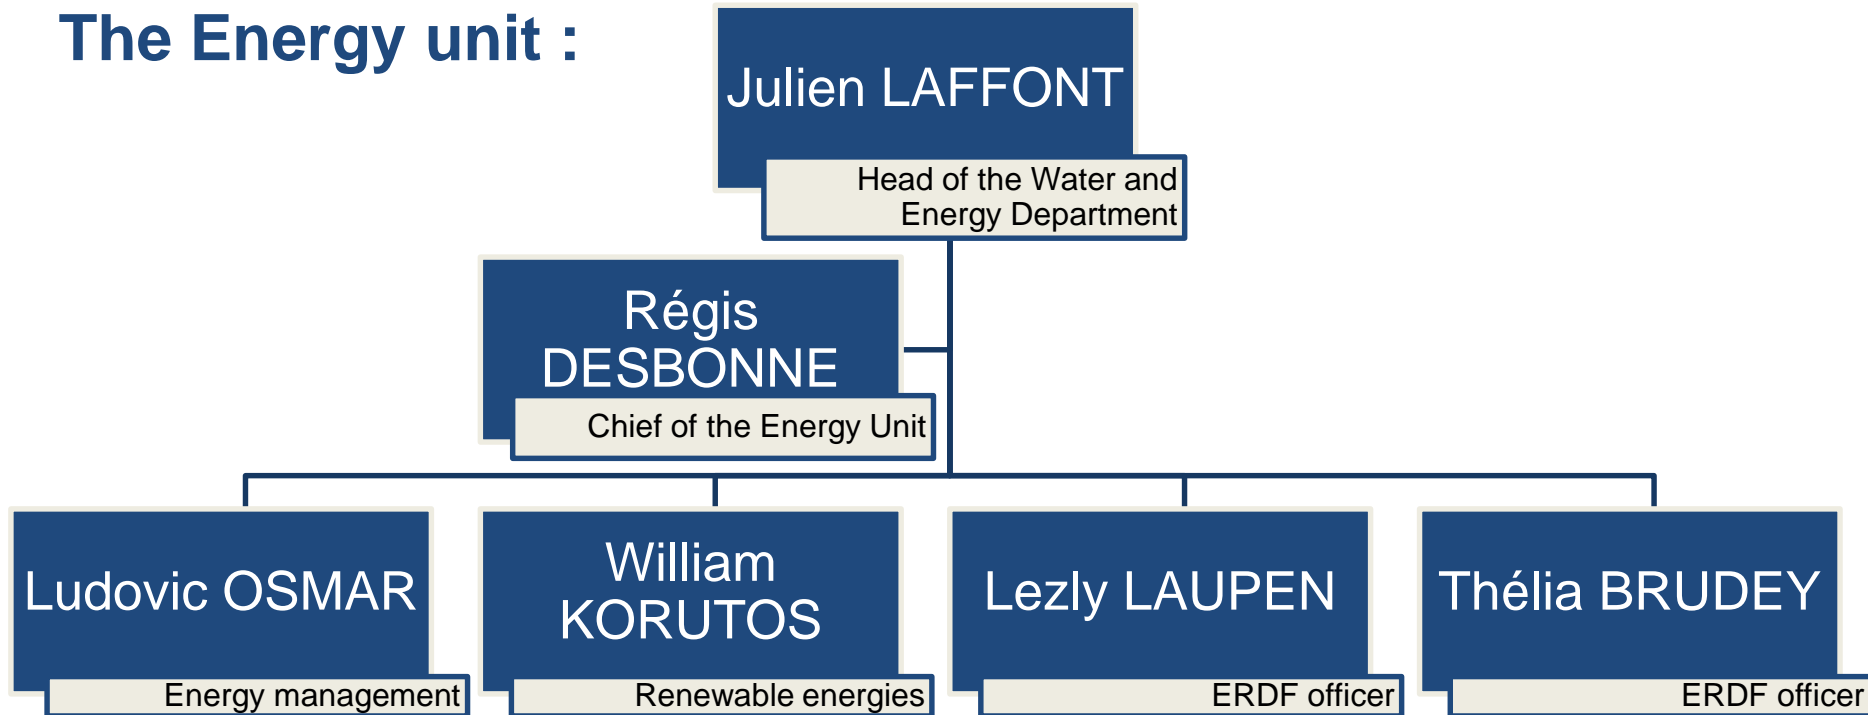 The Energy unit :
Julien LAFFONT
Head of the Water and
Energy Department
Régis
DESBONNE
Chief of the Energy Unit
Ludovic OSMAR
Energy management
William
KORUTOS
Renewable energies
Lezly LAUPEN
ERDF officer
Thélia BRUDEY
ERDF officer